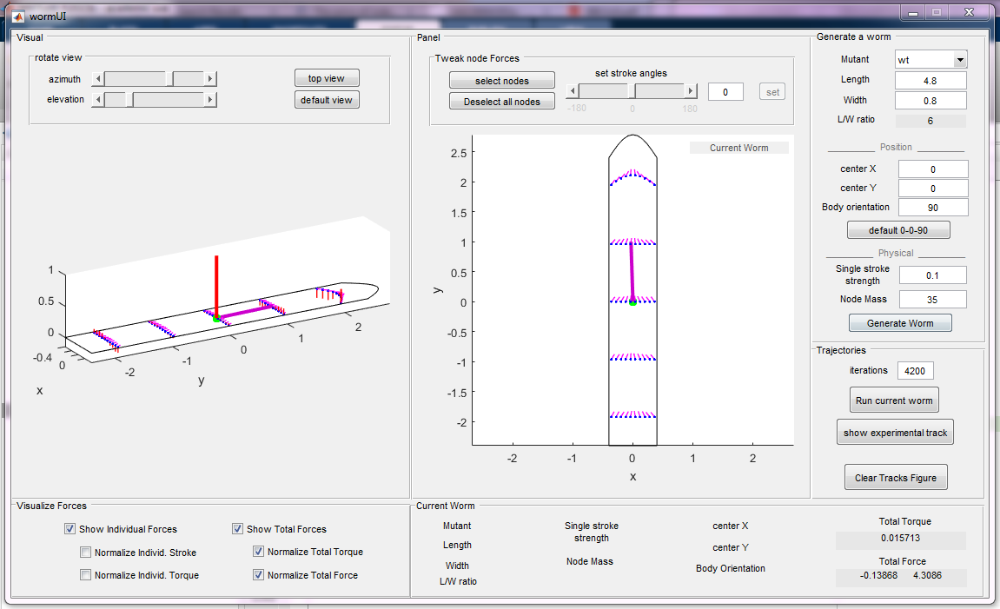 wormUI
Visual
rotate view
azimuth
elevation
top view
default view
1
0.5
0
-0.4
0
x
-2
-1
0
1
2
y
Panel
Tweak node Forces
select nodes
Deselect all nodes
set stroke angles
-180
0
180
0
set
Current Worm
2.5
2
1.5
1
0.5
0
-0.5
-1
-1.5
-2
y
-2
-1
0
1
2
x
Generate a worm
Mutant
wt
Length
4.8
Width
0.8
L/W ratio
6
Position
center X
0
center Y
0
Body orientation
90
default 0-0-90
Physical
Single stroke
strength
0.1
Node Mass
35
Generate Worm
Trajectories
iterations
4200
Run current worm
show experimental track
Clear Tracks Figure
Visualize Forces
Show Individual Forces
Normalize Individ. Stroke
Normalize Individ. Torque
Show Total Forces
Normalize Total Torque
Normalize Total Force
Current Worm
Mutant
Length
Width
L/W ratio
Single stroke
strength
Node Mass
center X
center Y
Body Orientation
Total Torque
0.015713
Total Force
-0.13868 4.3086